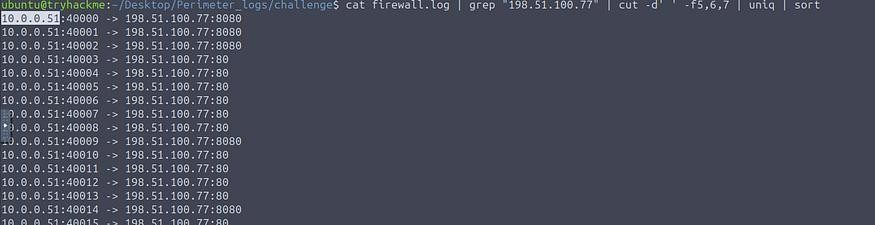 ubuntu@tryhackme:~/Desktop/Perimeter_logs/challenge$ cat firewall.log | grep "198.51.100.77" | cut -d' ' -f5,6,7 | uniq | sort
10.0.0.51:40000 -> 198.51.100.77:8080
10.0.0.51:40001 -> 198.51.100.77:8080
10.0.0.51:40002 -> 198.51.100.77:8080
10.0.0.51:40003 -> 198.51.100.77:80
10.0.0.51:40004 -> 198.51.100.77:80
10.0.0.51:40005 -> 198.51.100.77:80
10.0.0.51:40006 -> 198.51.100.77:80
0.0.51:40007 -> 198.51.100.77:80
0.0.51:40008 -> 198.51.100.77:80
10.0.0.51:40009 -> 198.51.100.77:8080
10.0.0.51:40010 -> 198.51.100.77:80
10.0.0.51:40011 -> 198.51.100.77:80
10.0.0.51:40012 -> 198.51.100.77:80
10.0.0.51:40013 -> 198.51.100.77:80
10.0.0.51:40014 -> 198.51.100.77:8080
10.0.0.51:40015 -> 198.51.100.77:80